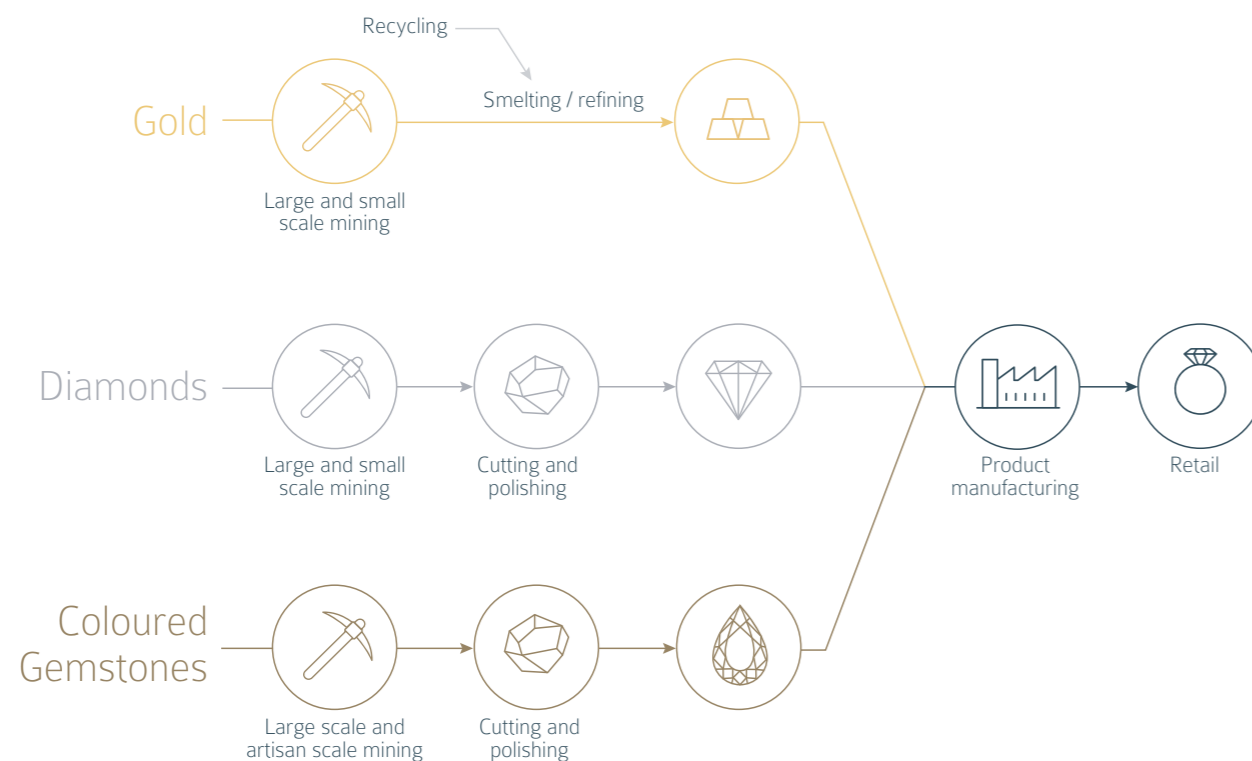 Recycling
Smelting / refining
Gold
Large and small
scale mining
Diamonds
Large and small
scale mining
Cutting and
polishing
Product
manufacturing
Retail
Coloured
Gemstones
Large scale and
artisan scale mining
Cutting and
polishing